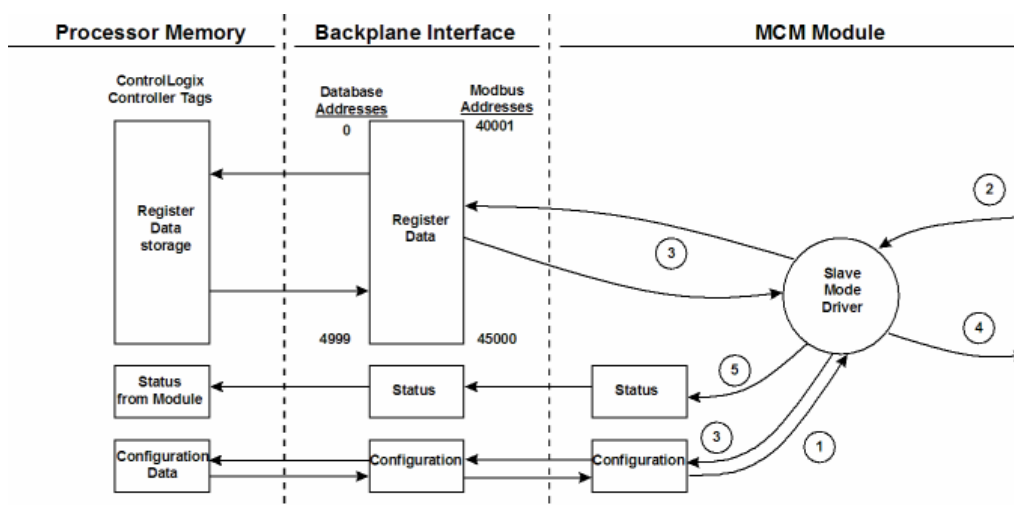 Processor Memory
Backplane Interface
MCM Module
ControlLogix
Controller Tags
Database
Addresses
0
Modbus
Addresses
40001
2
Register
Data
storage
Register
Data
3
Slave
Mode
Driver
4
4999
45000
Status
from Module
Status
Status
5
Configuration
Data
Configuration
Configuration
3
1